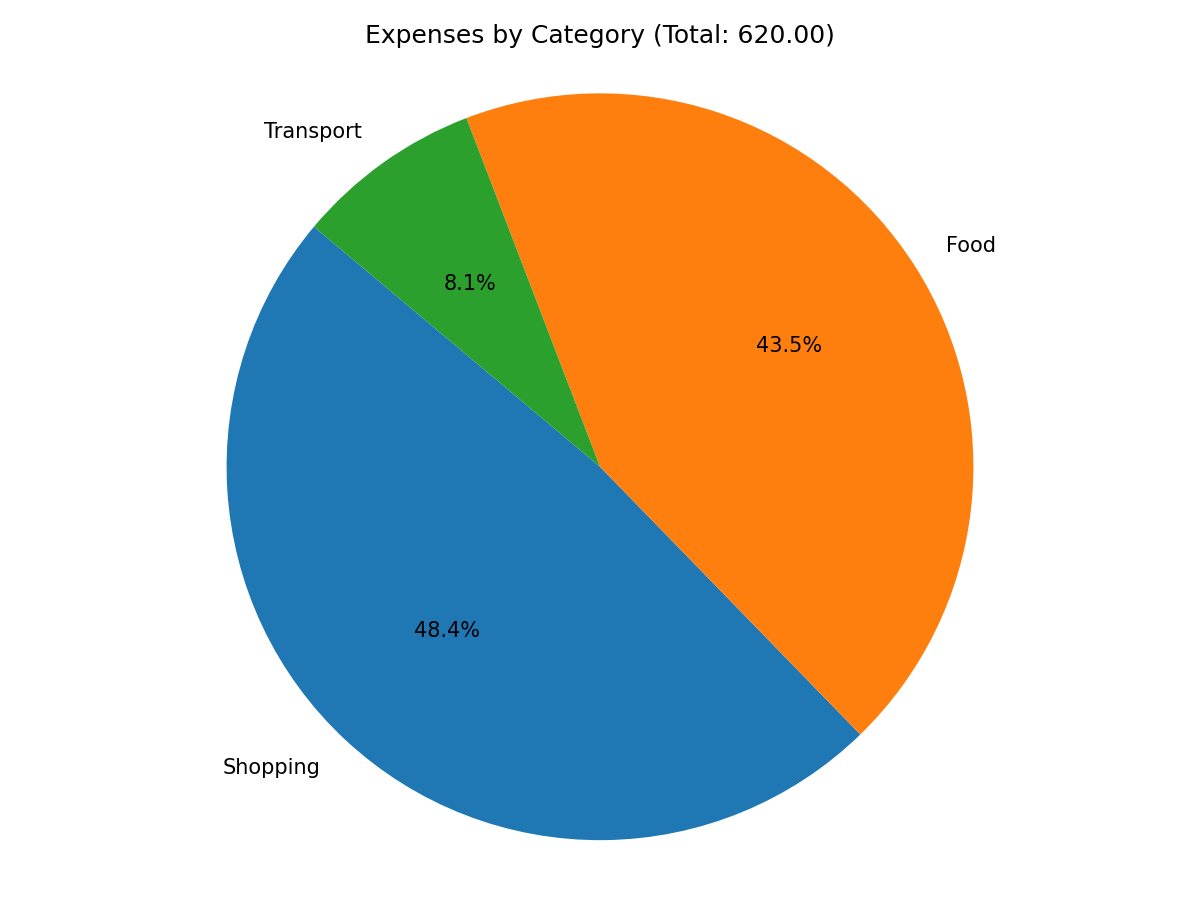 Expenses by Category (Total: 620.00)
Transport
Food
8.1%
43.5%
48.4%
Shopping